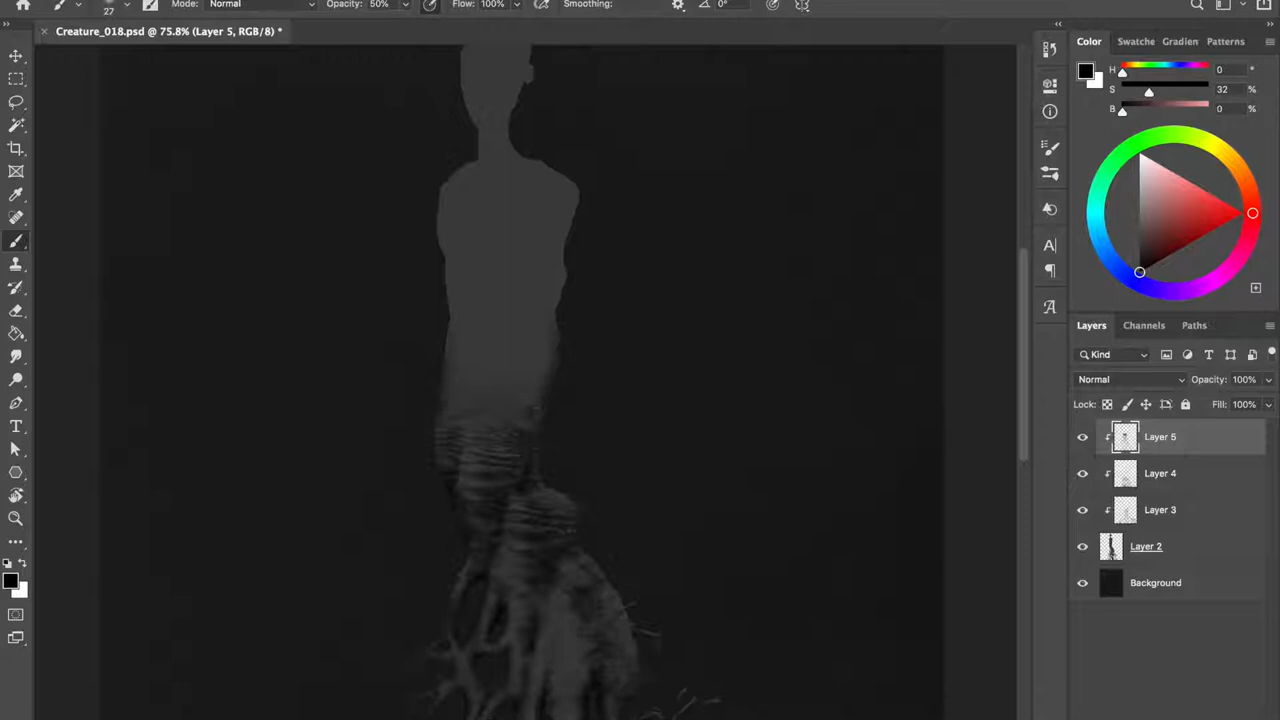 Mode: Normal Opacity: 50% Flow: 100% Smoothing: 0°
27
Creature_018.psd @ 75.8% (Layer 5, RGB/8) *
Color Swatche Gradien Patterns
H 0 °
S 32 %
B 0 %
Layers Channels Paths
Kind
Normal Opacity: 100%
Lock: Fill: 100%
Layer 5
Layer 4
Layer 3
Layer 2
Background